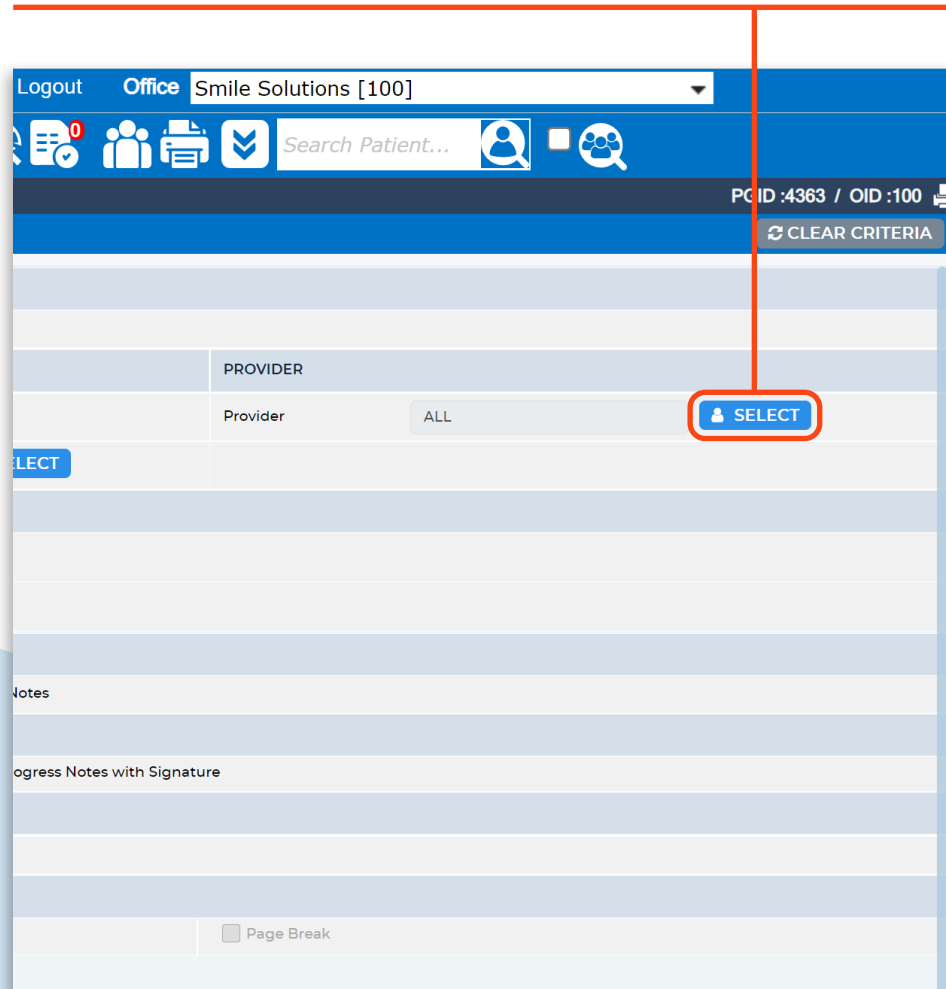 Logout Office Smile Solutions [100]
0 Search Patient...
PGID :4363 / OID :100
CLEAR CRITERIA
PROVIDER
Provider ALL SELECT
ELECT
Page Break
Notes
ogress Notes with Signature